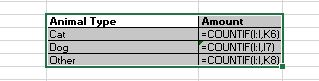 Animal Type Amount
Cat =COUNTIF(I:I,K6)
Dog =COUNTIF(I:I,I7)
Other =COUNTIF(I:I,K8)